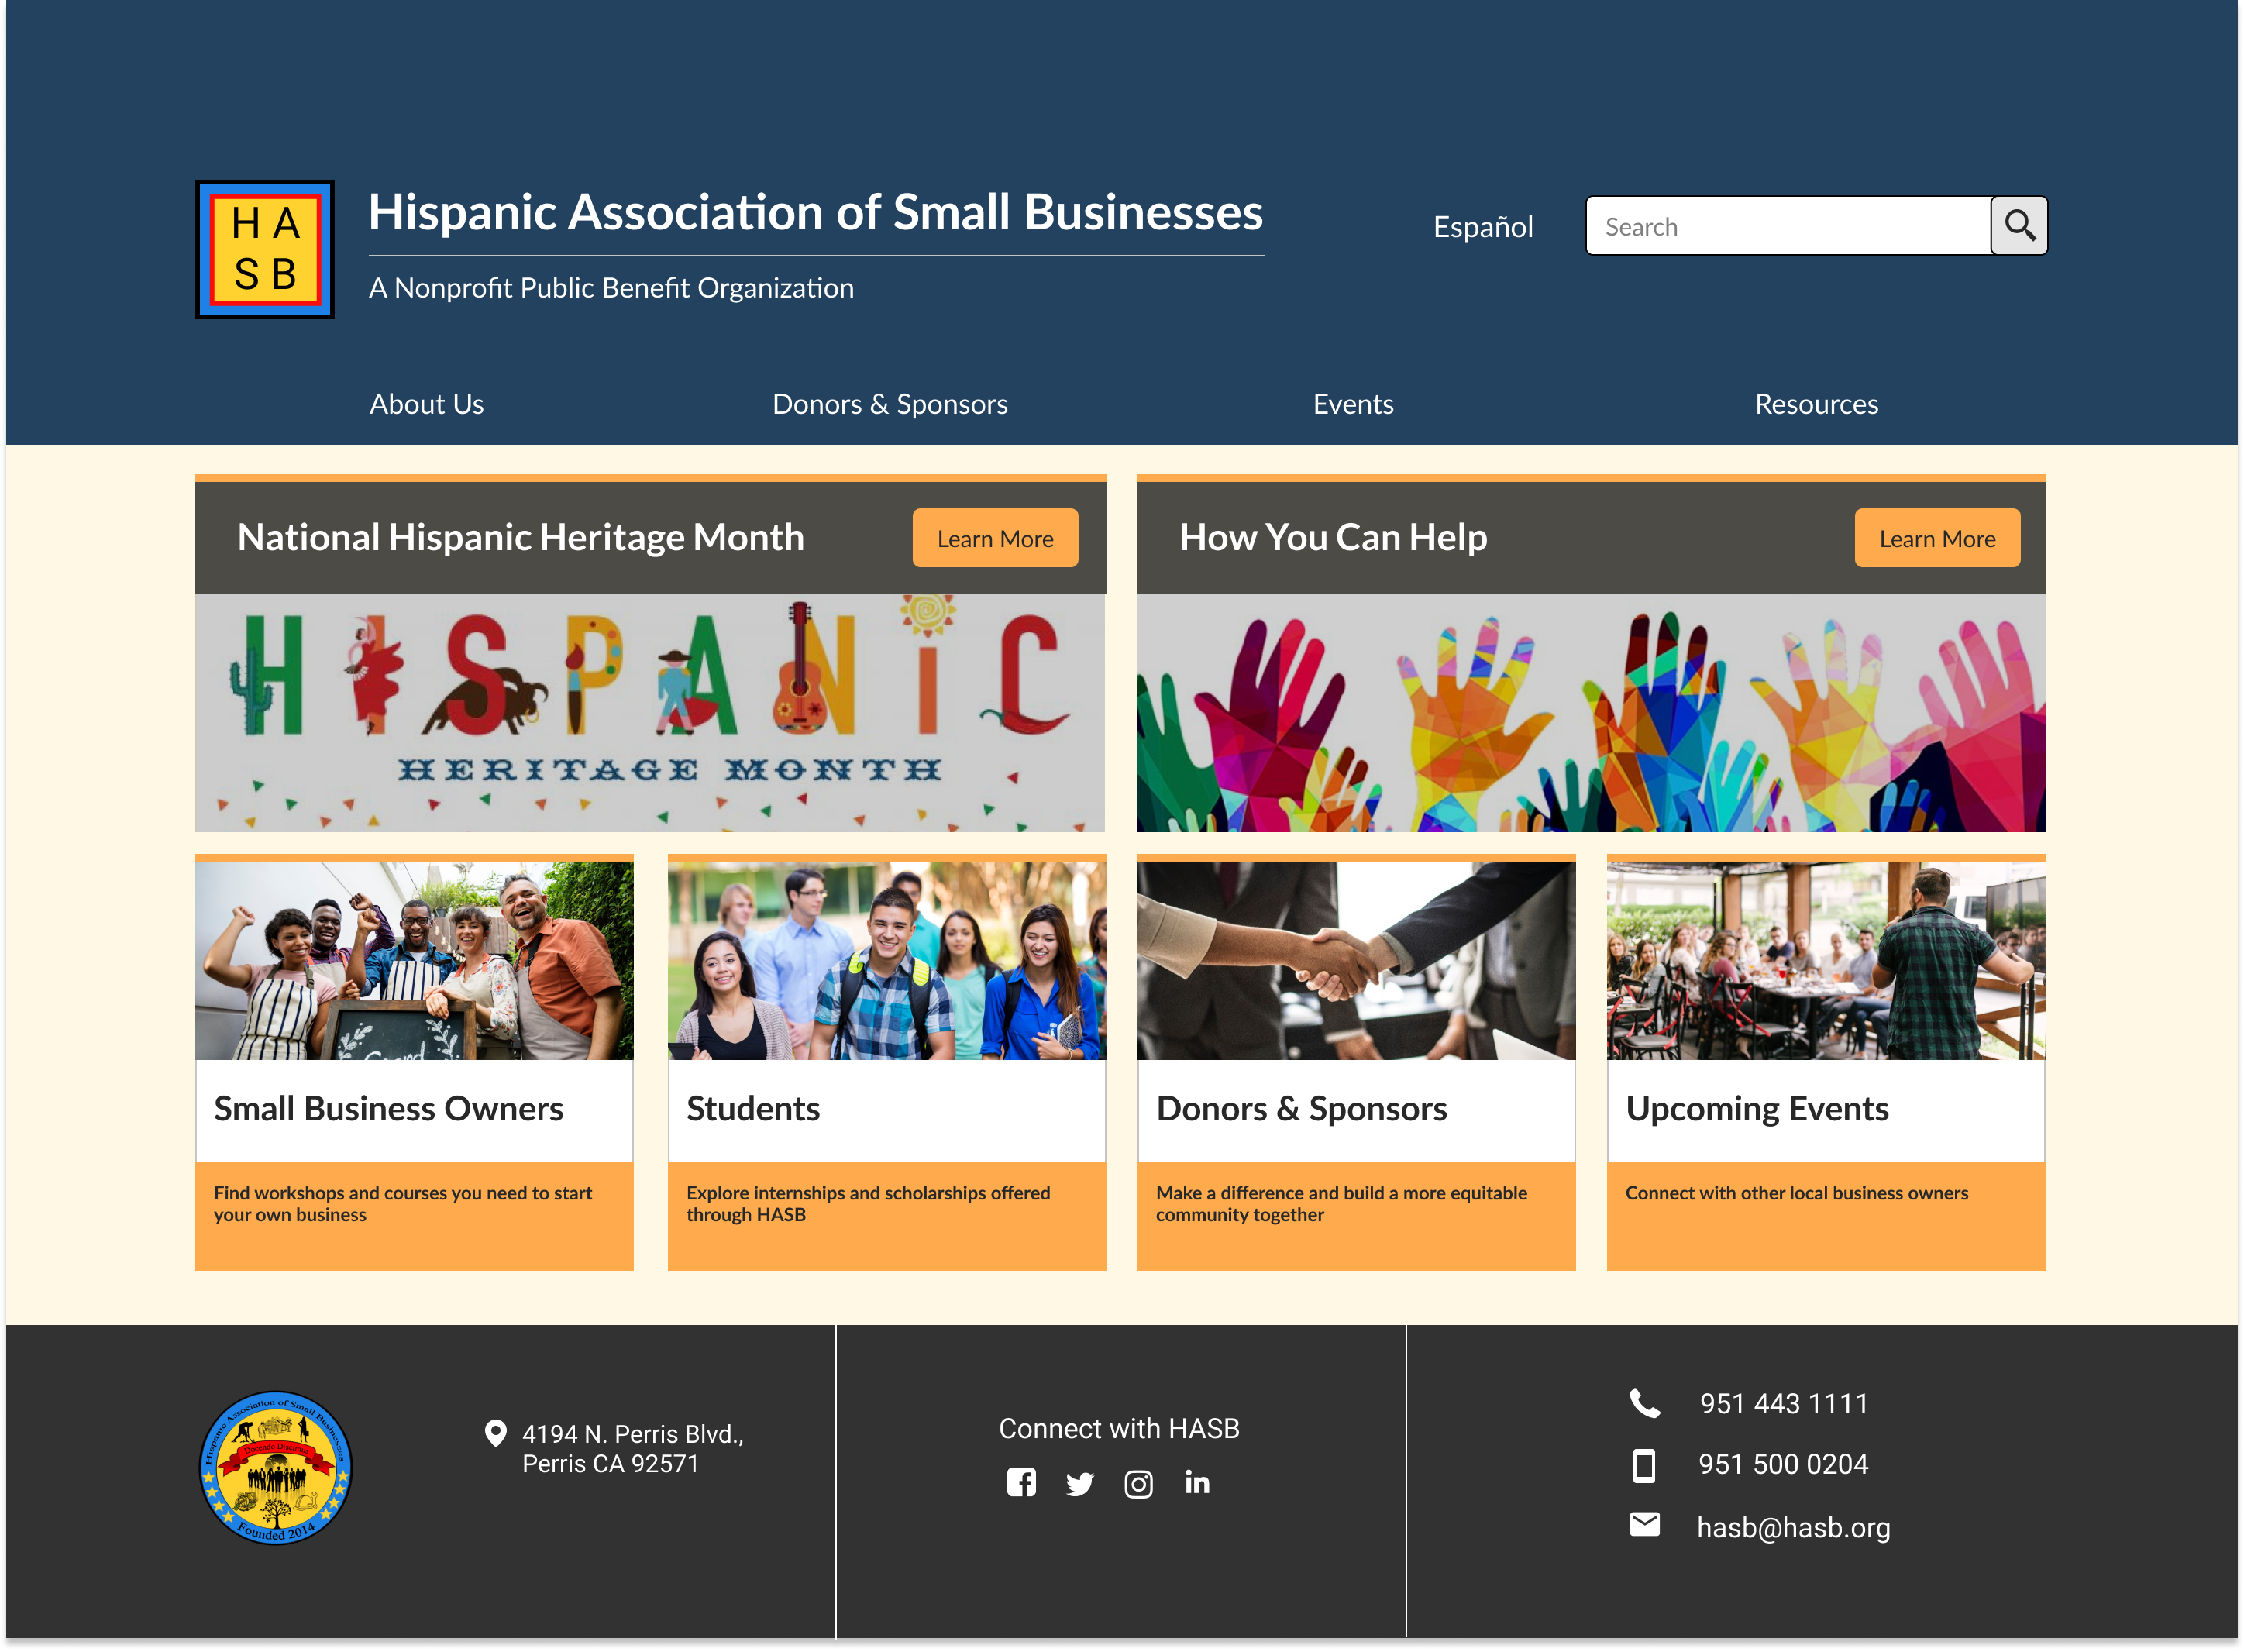 H A
S B
Hispanic Association of Small Businesses
A Nonprofit Public Benefit Organization
Español
Search
About Us
Donors & Sponsors
Events
Resources
National Hispanic Heritage Month
Learn More
How You Can Help
Learn More
HISPANiC
HERITAGE MONTH
Grand
Small Business Owners
Find workshops and courses you need to start
your own business
Students
Explore internships and scholarships offered
through HASB
Donors & Sponsors
Make a difference and build a more equitable
community together
Upcoming Events
Connect with other local business owners
Hispanic Association of Small Businesses
Docendo Discimus
Founded 2014
4194 N. Perris Blvd.,
Perris CA 92571
Connect with HASB
951 443 1111
951 500 0204
hasb@hasb.org